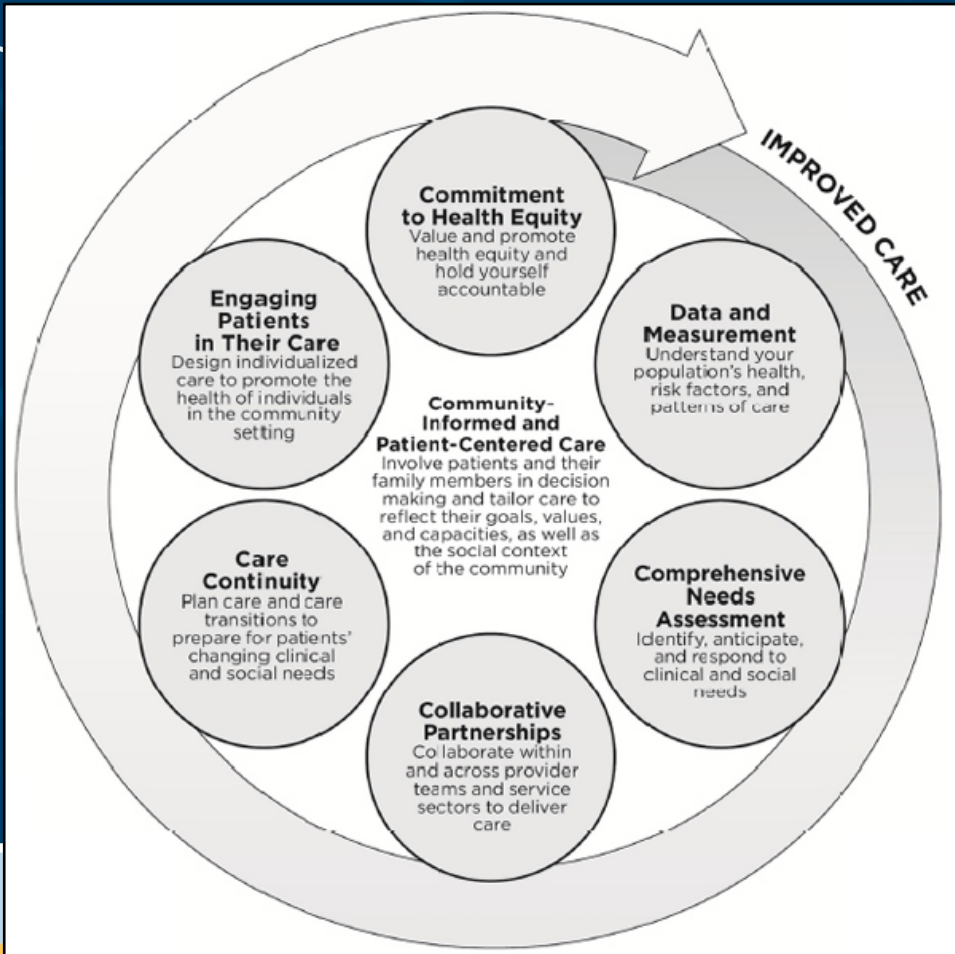 IMPROVED CARE
Commitment
to Health Equity
Value and promote
health equity and
hold yourself
accountable
Data and
Measurement
Understand your
population's health,
risk factors, and
patterns of care
Comprehensive
Needs
Assessment
Identify, anticipate,
and respond to
clinical and social
needs
Collaborative
Partnerships
Collaborate within
and across provider
teams and service
sectors to deliver
care
Care
Continuity
Plan care and care
transitions to
prepare for patients'
changing clinical
and social needs
Engaging
Patients
in Their Care
Design individualized
care to promote the
health of individuals
in the community
setting
Community-
Informed and
Patient-Centered Care
Involve patients and their
family members in decision
making and tailor care to
reflect their goals, values,
and capacities, as well as
the social context
of the community